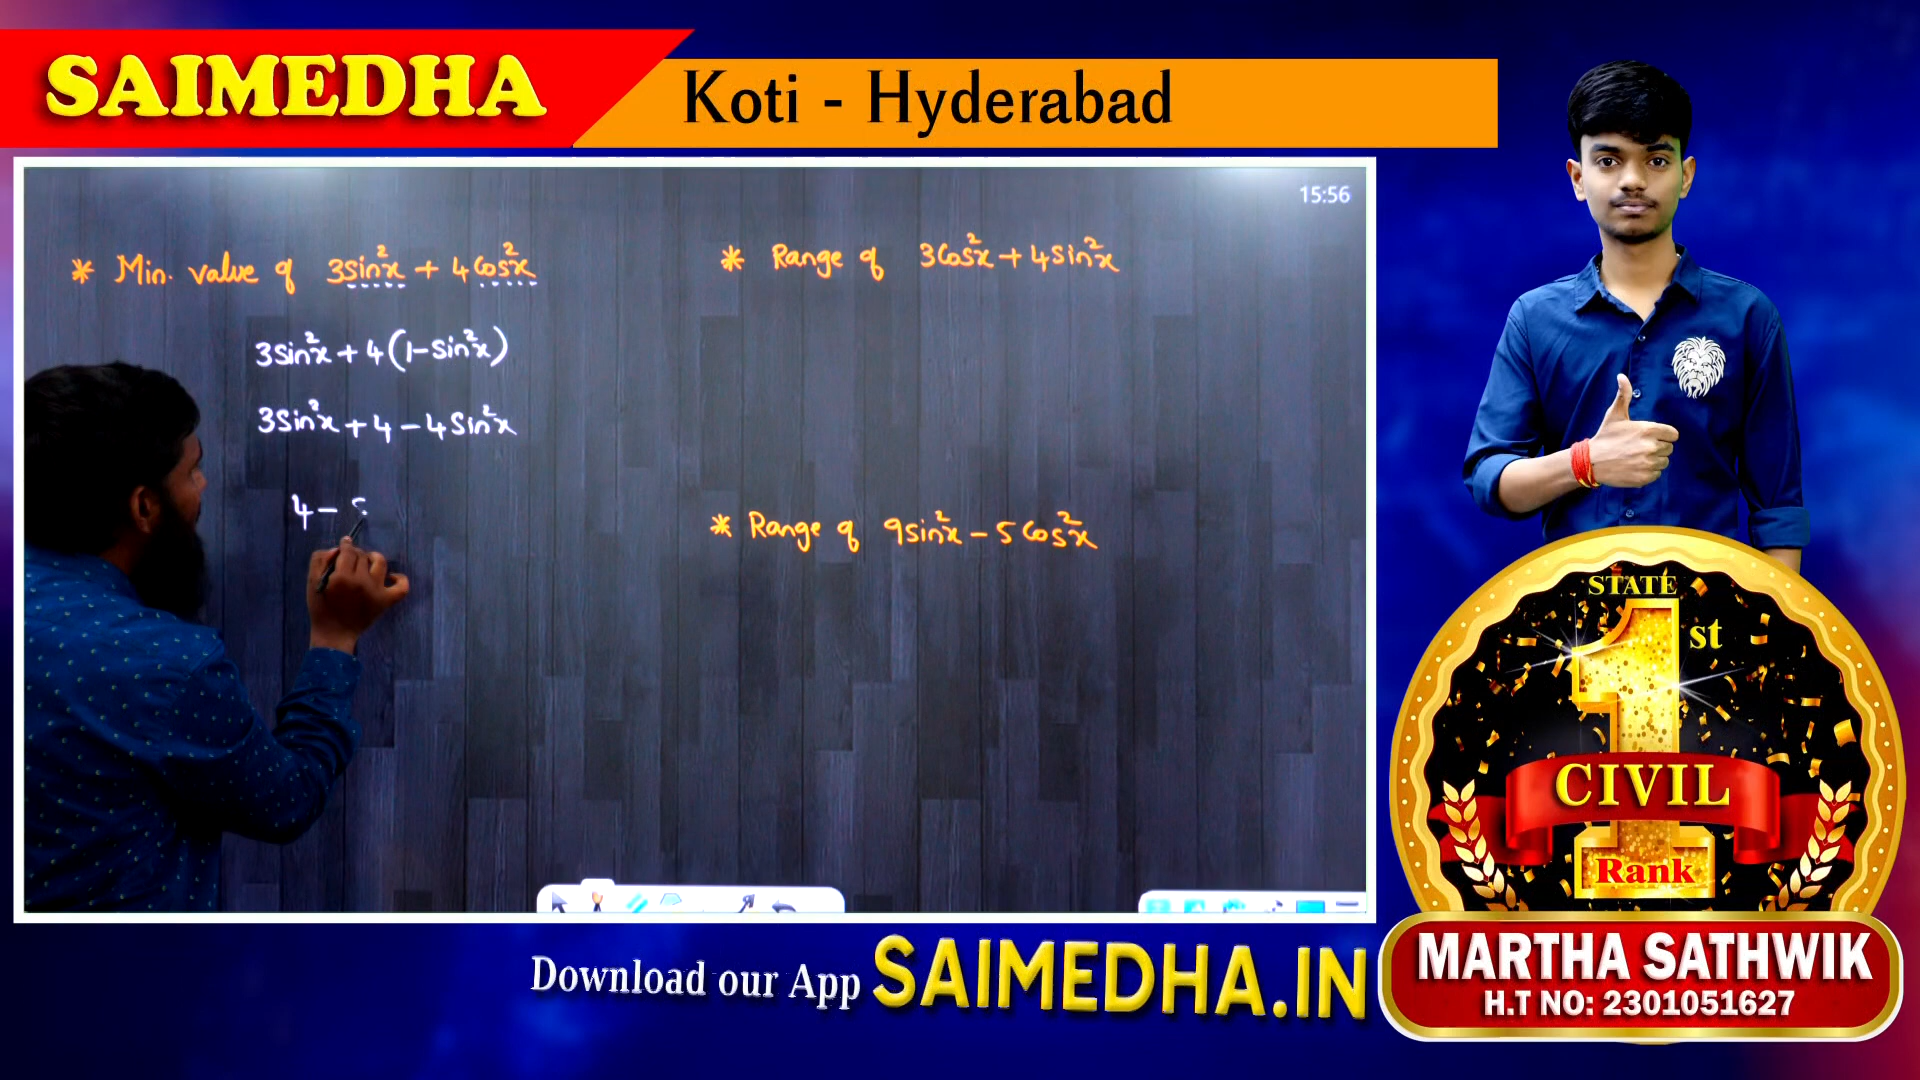 SAIMEDHA
Koti - Hyderabad
15:56
* Min. value of 3sin²x + 4cos²x
3sin²x + 4(1-sin²x)
3sin²x + 4 - 4sin²x
4 - s
* Range of 3cos²x + 4sin²x
* Range of 9sin²x - 5cos²x
STATE
1st
CIVIL
Rank
MARTHA SATHWIK
H.T NO: 2301051627
Download our App SAIMEDHA.IN